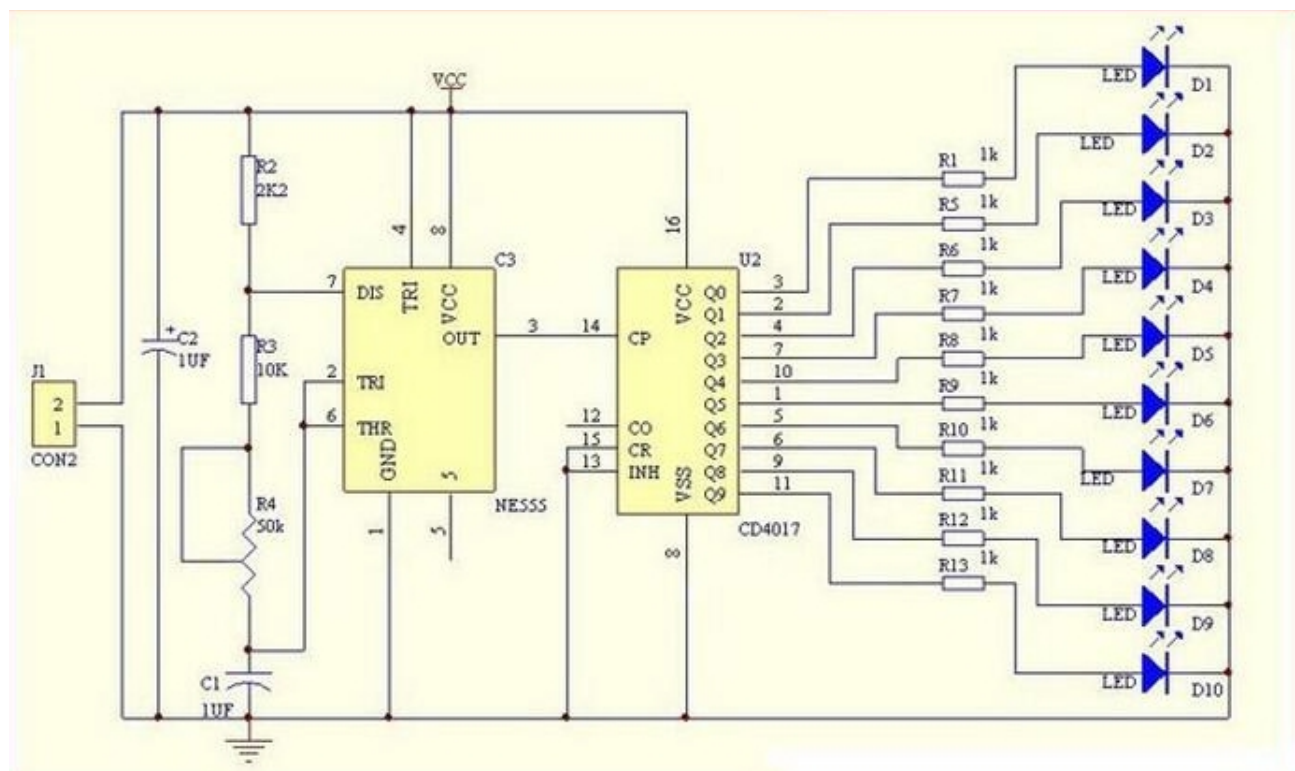 VCC
R2
2K2
7
DIS
4
TRI
8
VCC
C3
OUT
3
2
TRI
6
THR
GND
1
5
5
NE555
C2
+
1UF
R3
10K
R4
50k
C1
1UF
J1
2
1
CON2
16
VCC
U2
14
CP
12
CO
15
CR
13
INH
VSS
8
CD4017
Q0
3
Q1
2
Q2
4
Q3
7
Q4
10
Q5
1
Q6
5
Q7
6
Q8
9
Q9
11
R1 1k
R5 1k
R6 1k
R7 1k
R8 1k
R9 1k
R10 1k
R11 1k
R12 1k
R13 1k
LED D1
LED D2
LED D3
LED D4
LED D5
LED D6
LED D7
LED D8
LED D9
LED D10